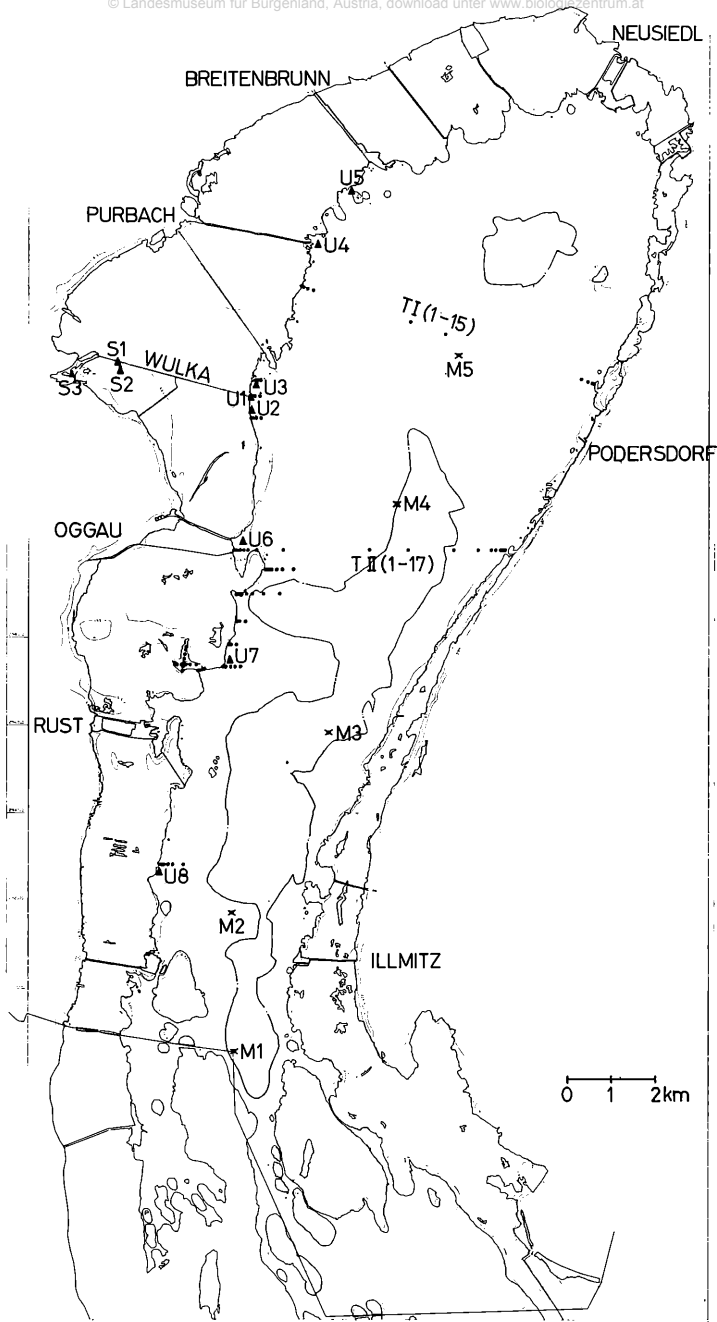 © Landesmuseum für Burgenland, Austria, download unter www.biologiezentrum.at
NEUSIEDL
BREITENBRUNN
U5
PURBACH
U4
TI (1-15)
S1
WULKA
M5
S3
S2
U3
U1
U2
PODERSDORF
M4
OGGAU
U6
TII (1-17)
U7
RUST
M3
U8
M2
ILLMITZ
M1
0 1 2km